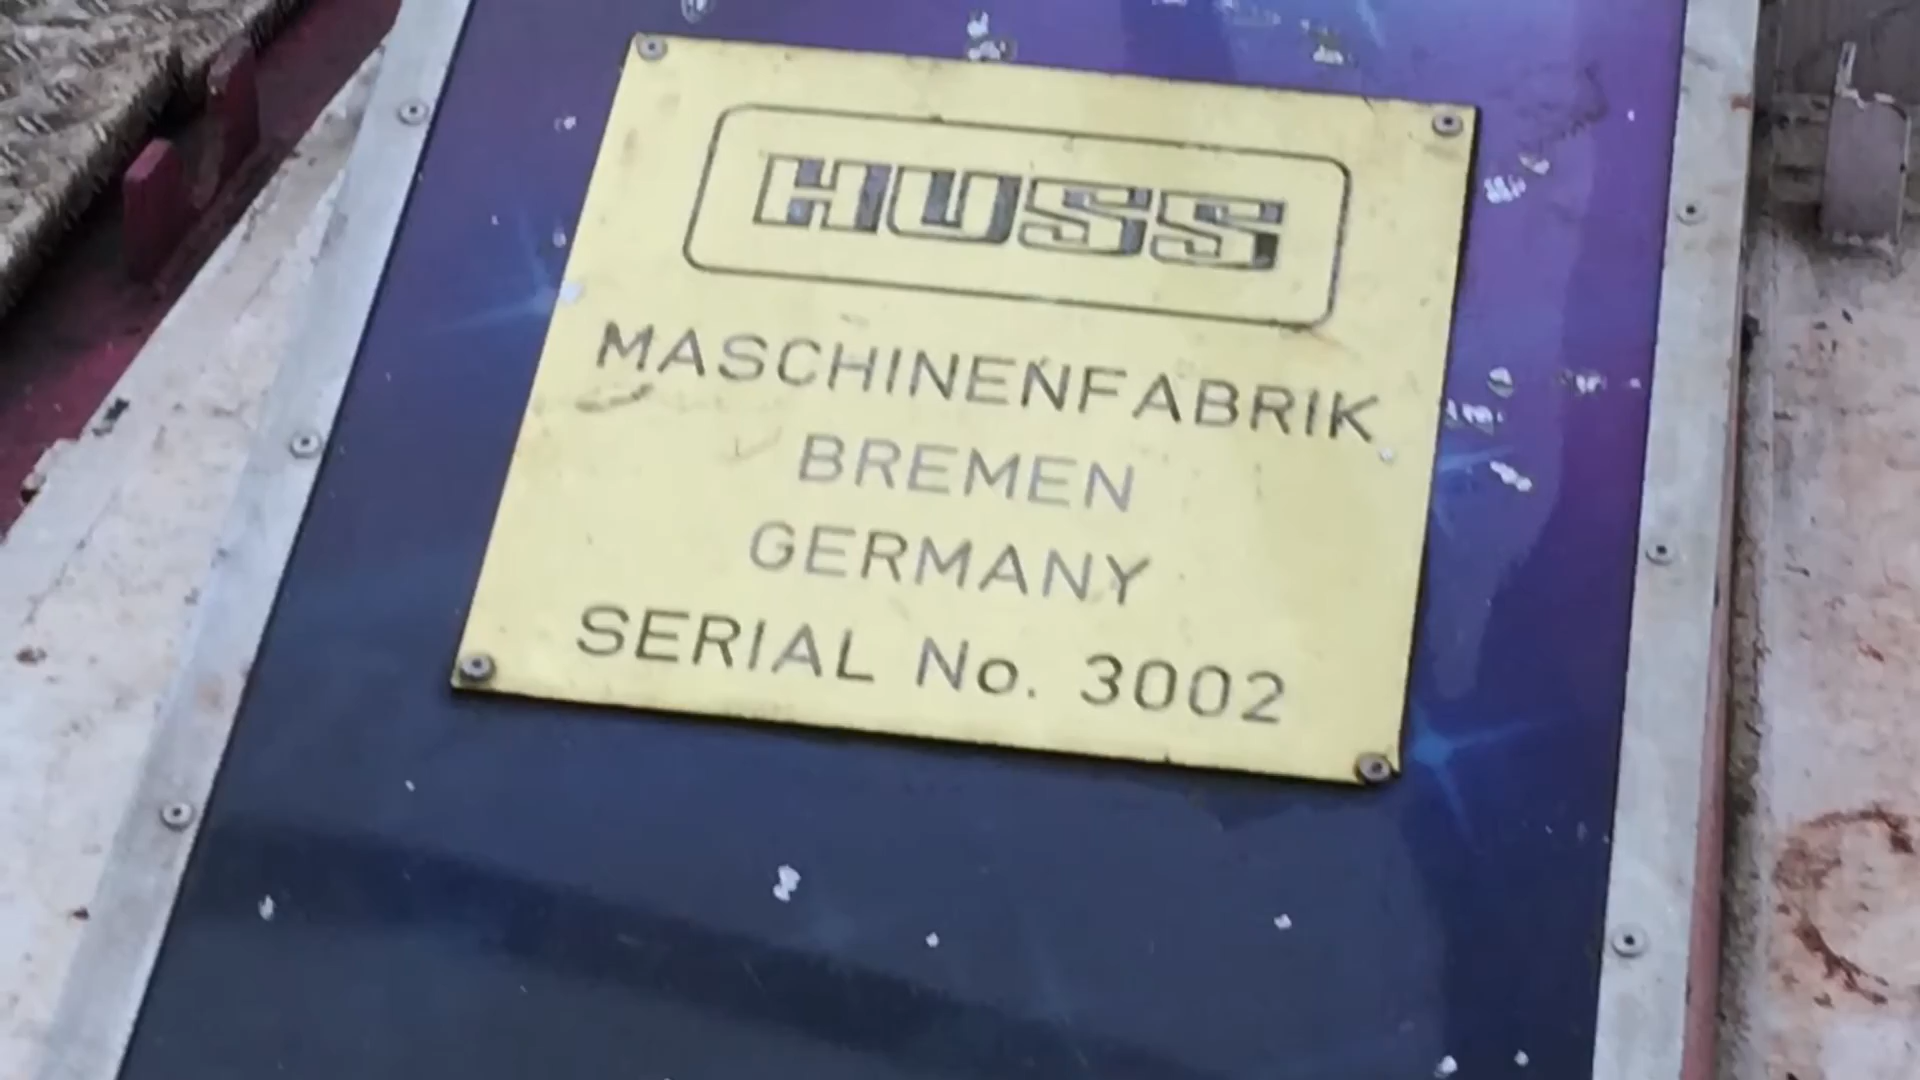 HUSS
MASCHINENFABRIK
BREMEN
GERMANY
SERIAL No. 3002